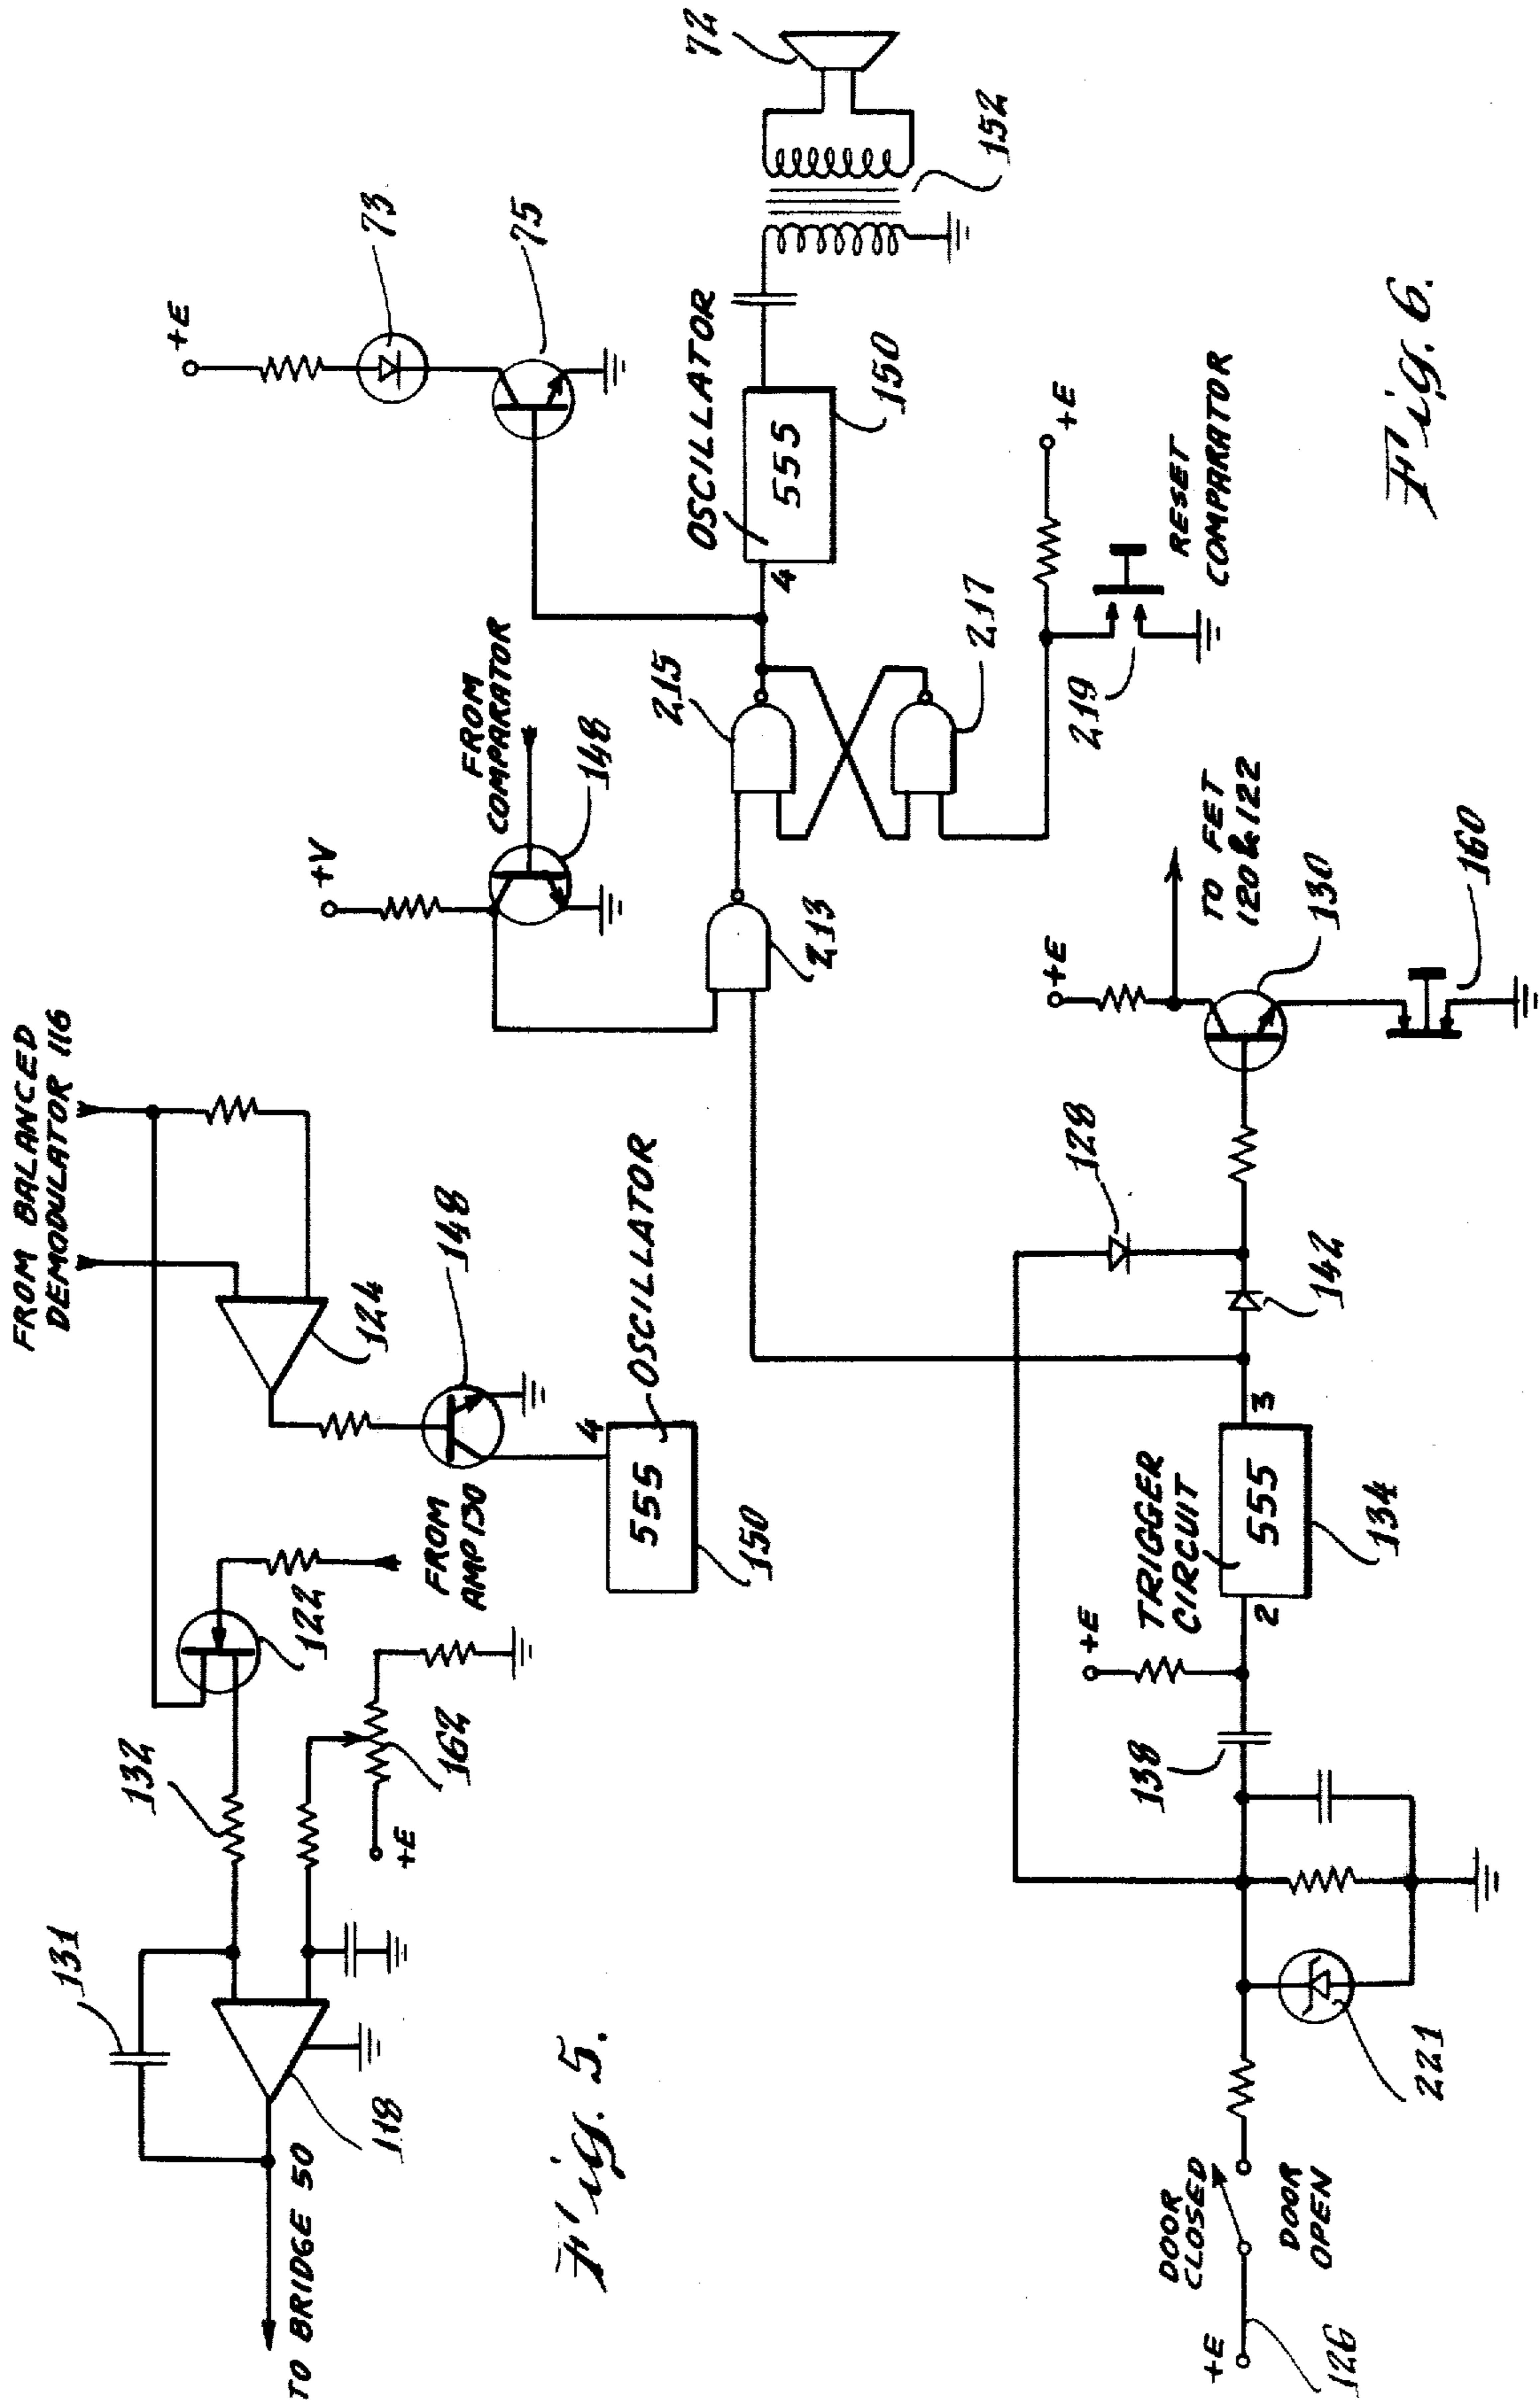 FROM BALANCED
DEMODULATOR 116
124
148
4
555
OSCILLATOR
150
122
FROM
AMP 130
132
162
+E
131
118
TO BRIDGE 50
Fig. 5.
+E
73
75
72
152
OSCILLATOR
555
4
150
FROM
COMPARATOR
148
+V
215
213
217
+E
219
RESET
COMPARATOR
TO FET
120 & 122
+E
130
160
128
142
3
TRIGGER
CIRCUIT
555
2
134
+E
138
221
DOOR
CLOSED
DOOR
OPEN
+E
126
Fig. 6.